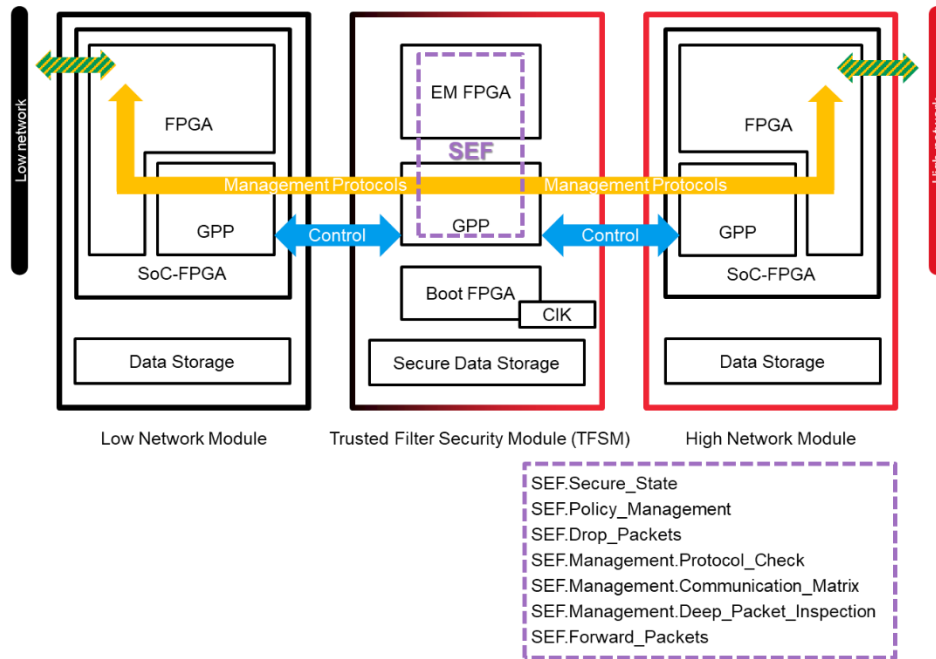 Low network
FPGA
GPP
SoC-FPGA
Data Storage
Low Network Module
Management Protocols
Control
EM FPGA
SEF
GPP
Boot FPGA
CIK
Secure Data Storage
Trusted Filter Security Module (TFSM)
Management Protocols
Control
FPGA
GPP
SoC-FPGA
Data Storage
High Network Module
High network
SEF.Secure_State
SEF.Policy_Management
SEF.Drop_Packets
SEF.Management.Protocol_Check
SEF.Management.Communication_Matrix
SEF.Management.Deep_Packet_Inspection
SEF.Forward_Packets